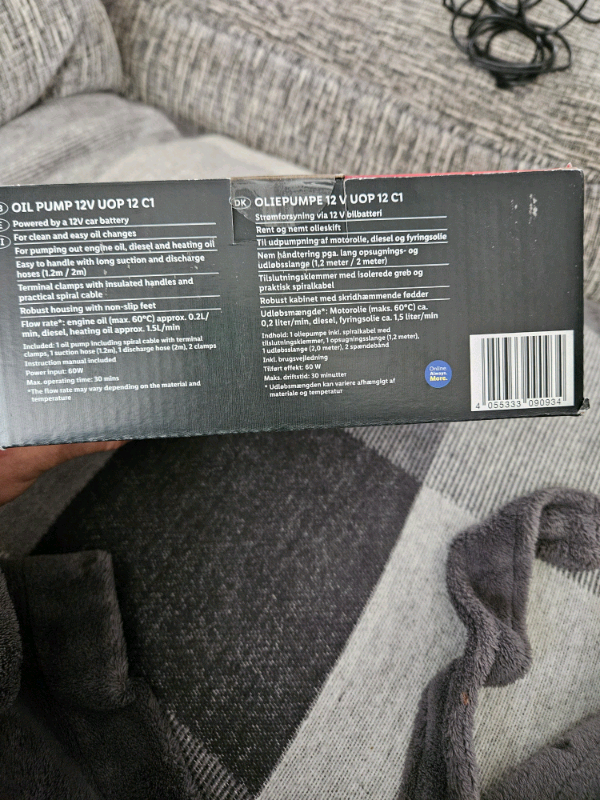 OIL PUMP 12V UOP 12 C1
Powered by a 12V car battery
For clean and easy oil changes
For pumping out engine oil, diesel and heating oil
Easy to handle with long suction and discharge
hoses (1.2m / 2m)
Terminal clamps with insulated handles and
practical spiral cable
Robust housing with non-slip feet
Flow rate*: engine oil (max. 60°C) approx. 0.2L/
min, diesel, heating oil approx. 1.5L/min
Included: 1 oil pump including spiral cable with terminal
clamps, 1 suction hose (1.2m), 1 discharge hose (2m), 2 clamps
Instruction manual included
Power input: 60W
Max. operating time: 30 mins
*The flow rate may vary depending on the material and
temperature
DK OLIEPUMPE 12 V UOP 12 C1
Strømforsyning via 12 V bilbatteri
Rent og nemt olieskift
Til udpumpning af motorolie, diesel og fyringsolie
Nem håndtering pga. lang opsugnings- og
udløbsslange (1,2 meter / 2 meter)
Tilslutningsklemmer med isolerede greb og
praktisk spiralkabel
Robust kabinet med skridhæmmende fødder
Udløbsmængde*: Motorolie (maks. 60°C) ca.
0,2 liter/min, diesel, fyringsolie ca. 1,5 liter/min
Indhold: 1 oliepumpe inkl. spiralkabel med
tilslutningsklemmer, 1 opsugningsslange (1,2 meter),
1 udløbsslange (2,0 meter), 2 spændebånd
Inkl. brugsvejledning
Tilført effekt: 60 W
Maks. driftstid: 30 minutter
* Udløbsmængden kan variere afhængigt af
materiale og temperatur
Online
Always
More.
4 055333 090934